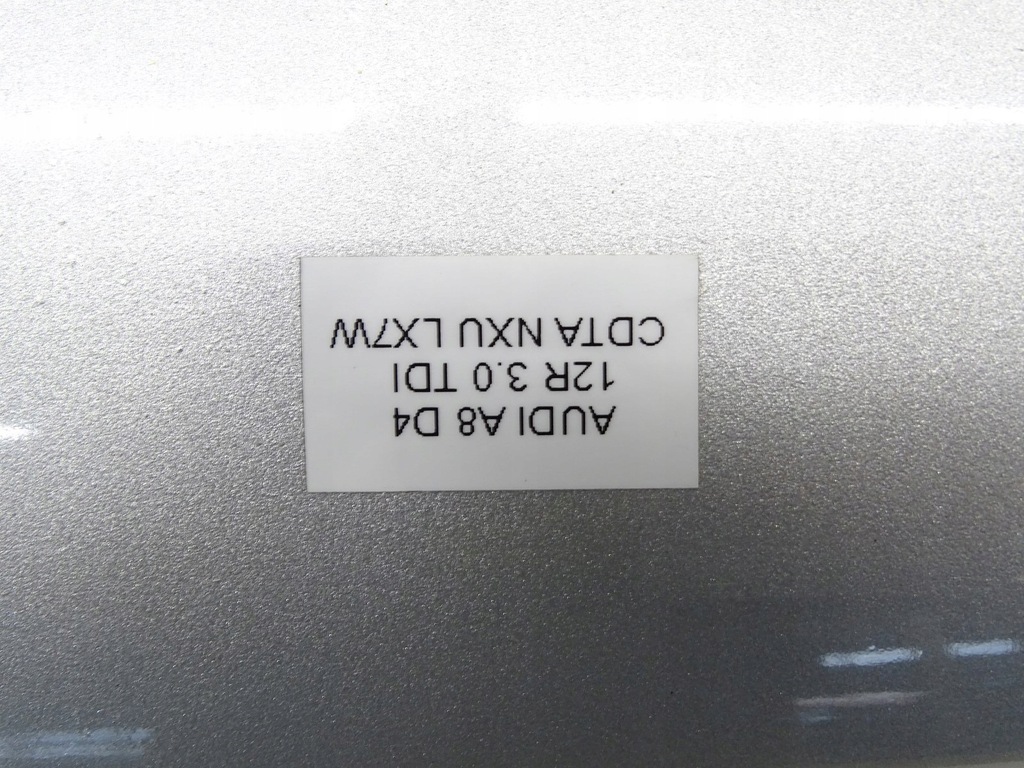 AUDI A8 D4
12R 3.0 TDI
CDTA NXU LX7W